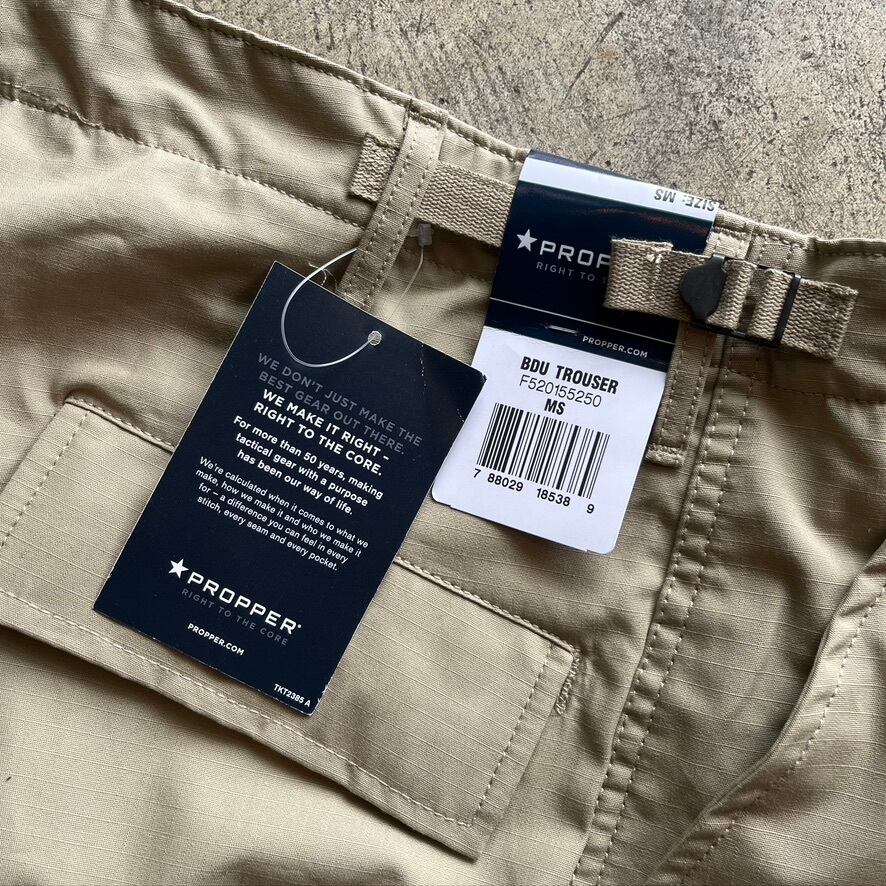 SIZE: MS
PROP
RIGHT TO
PROPPER.COM
BDU TROUSER
F520155250
MS
7 88029 18538 9
WE DON'T JUST MAKE THE
BEST GEAR OUT THERE.
WE MAKE IT RIGHT –
RIGHT TO THE CORE.
For more than 50 years, making
tactical gear with a purpose
has been our way of life.
We're calculated when it comes to what we
make, how we make it and who we make it
for – a difference you can feel in every
stitch, every seam and every pocket.
PROPPER®
RIGHT TO THE CORE
PROPPER.COM
TKT2385 A